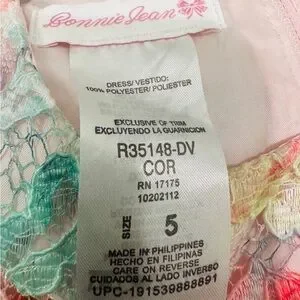 Bonnie Jean
DRESS/VESTIDO:
100% POLYESTER/POLIESTER
EXCLUSIVE OF TRIM
EXCLUYENDO LA GUARNICION
R35148-DV
COR
RN 17175
10202112
SIZE 5
MADE IN PHILIPPINES
HECHO EN FILIPINAS
CARE ON REVERSE
CUIDADOS AL LADO INVERSO
UPC-191539868891